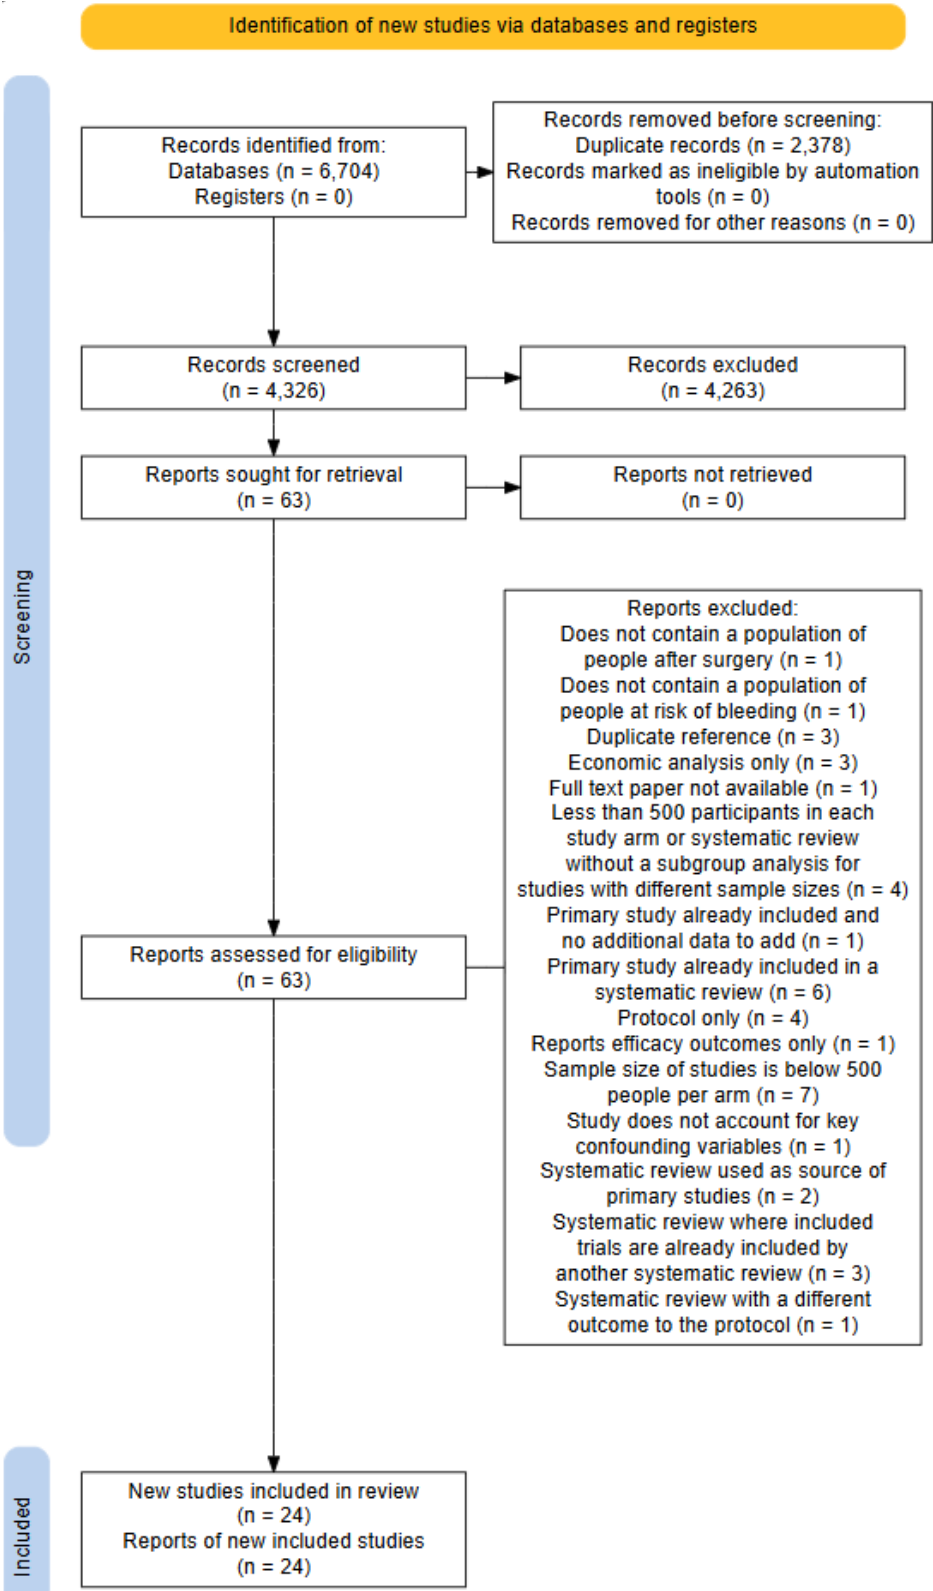 Identification of new studies via databases and registers
Records identified from:
Databases (n = 6,704)
Registers (n = 0)
Records removed before screening:
Duplicate records (n = 2,378)
Records marked as ineligible by automation
tools (n = 0)
Records removed for other reasons (n = 0)
Screening
Records screened
(n = 4,326)
Records excluded
(n = 4,263)
Reports sought for retrieval
(n = 63)
Reports not retrieved
(n = 0)
Reports assessed for eligibility
(n = 63)
Reports excluded:
Does not contain a population of
people after surgery (n = 1)
Does not contain a population of
people at risk of bleeding (n = 1)
Duplicate reference (n = 3)
Economic analysis only (n = 3)
Full text paper not available (n = 1)
Less than 500 participants in each
study arm or systematic review
without a subgroup analysis for
studies with different sample sizes (n = 4)
Primary study already included and
no additional data to add (n = 1)
Primary study already included in a
systematic review (n = 6)
Protocol only (n = 4)
Reports efficacy outcomes only (n = 1)
Sample size of studies is below 500
people per arm (n = 7)
Study does not account for key
confounding variables (n = 1)
Systematic review used as source of
primary studies (n = 2)
Systematic review where included
trials are already included by
another systematic review (n = 3)
Systematic review with a different
outcome to the protocol (n = 1)
Included
New studies included in review
(n = 24)
Reports of new included studies
(n = 24)